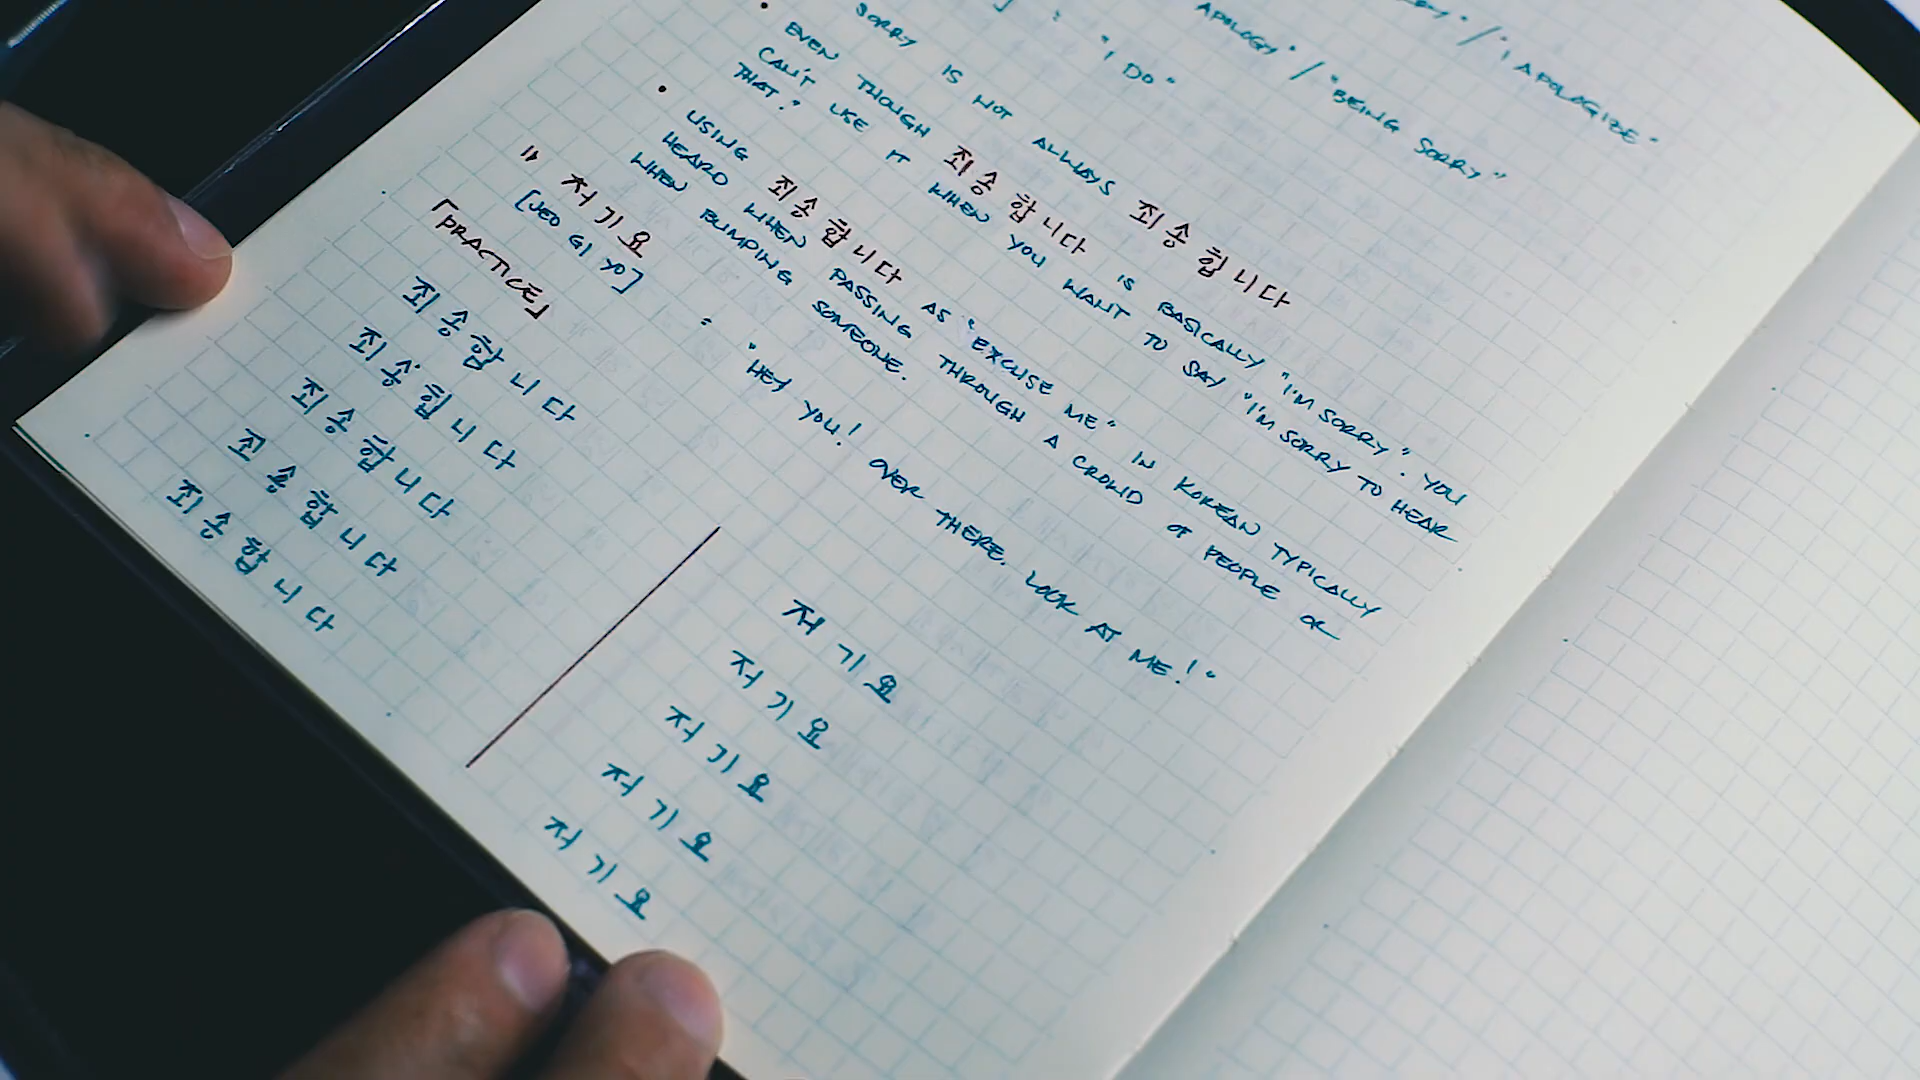 " / "I APOLOGIZE"
APOLOGY" / "BEING SORRY"
] : "I DO"
SORRY IS NOT ALWAYS 죄송합니다
• EVEN THOUGH 죄송합니다 IS BASICALLY "I'M SORRY". YOU
CAN'T USE IT WHEN YOU WANT TO SAY "I'M SORRY TO HEAR
THAT."
• USING 죄송합니다 AS "EXCUSE ME" IN KOREAN TYPICALLY
HEARD WHEN PASSING THROUGH A CROWD OF PEOPLE OR
WHEN BUMPING SOMEONE.
저기요
[JEO GI YO] : "HEY YOU! OVER THERE. LOOK AT ME!"
「PRACTICE」
죄송합니다
죄송합니다
죄송합니다
죄송합니다
죄송합니다
저기요
저기요
저기요
저기요
저기요